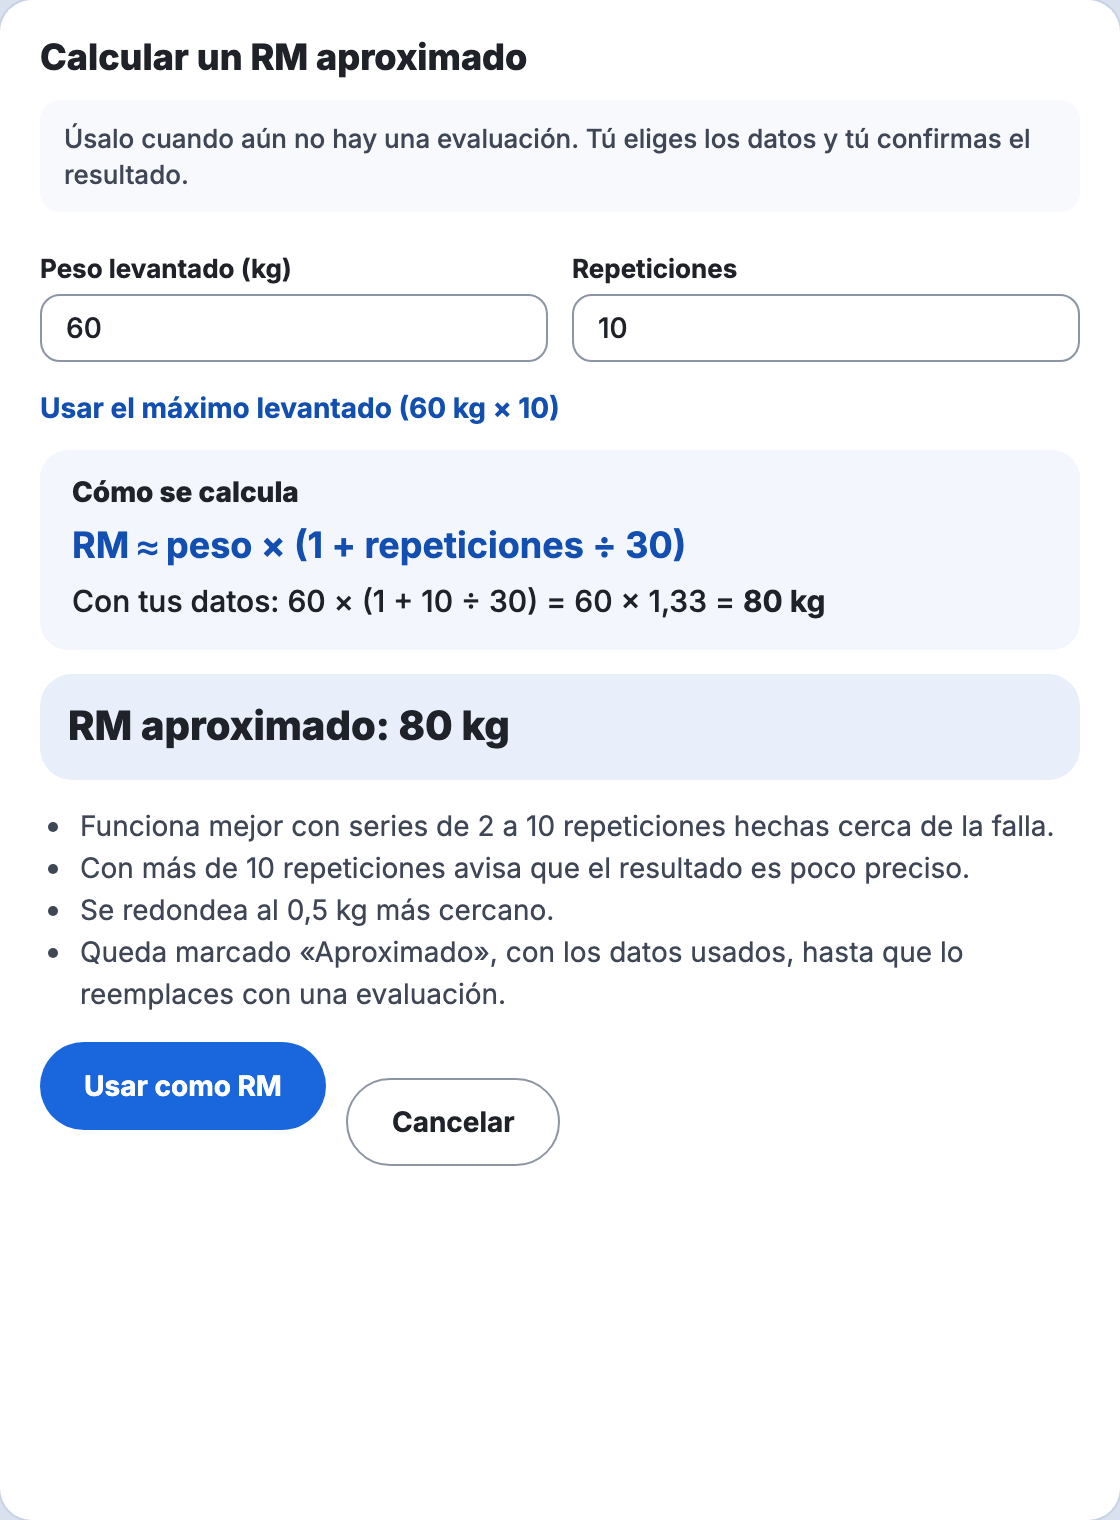 Calcular un RM aproximado
Úsalo cuando aún no hay una evaluación. Tú eliges los datos y tú confirmas el
resultado.
Peso levantado (kg)
Repeticiones
60
10
Usar el máximo levantado (60 kg × 10)
Cómo se calcula
RM ≈ peso × (1 + repeticiones ÷ 30)
Con tus datos: 60 × (1 + 10 ÷ 30) = 60 × 1,33 = 80 kg
RM aproximado: 80 kg
• Funciona mejor con series de 2 a 10 repeticiones hechas cerca de la falla.
• Con más de 10 repeticiones avisa que el resultado es poco preciso.
• Se redondea al 0,5 kg más cercano.
• Queda marcado «Aproximado», con los datos usados, hasta que lo
reemplaces con una evaluación.
Usar como RM
Cancelar